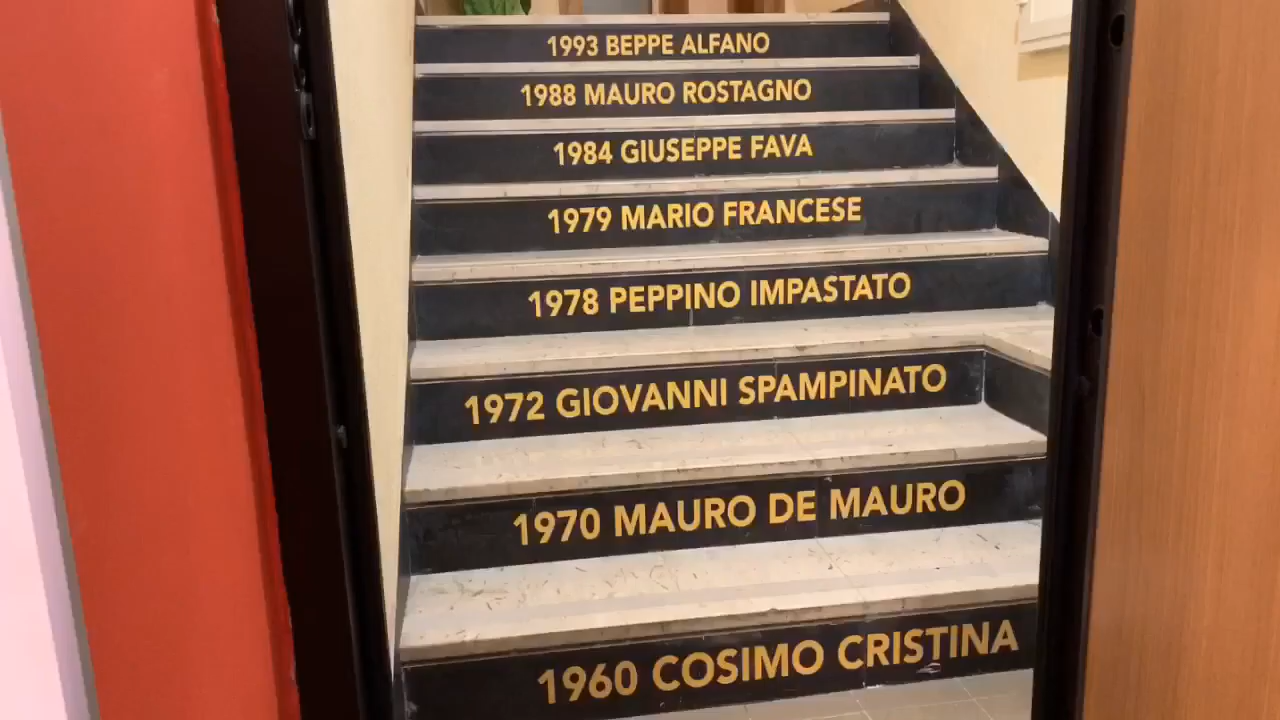 1993 BEPPE ALFANO
1988 MAURO ROSTAGNO
1984 GIUSEPPE FAVA
1979 MARIO FRANCESE
1978 PEPPINO IMPASTATO
1972 GIOVANNI SPAMPINATO
1970 MAURO DE MAURO
1960 COSIMO CRISTINA